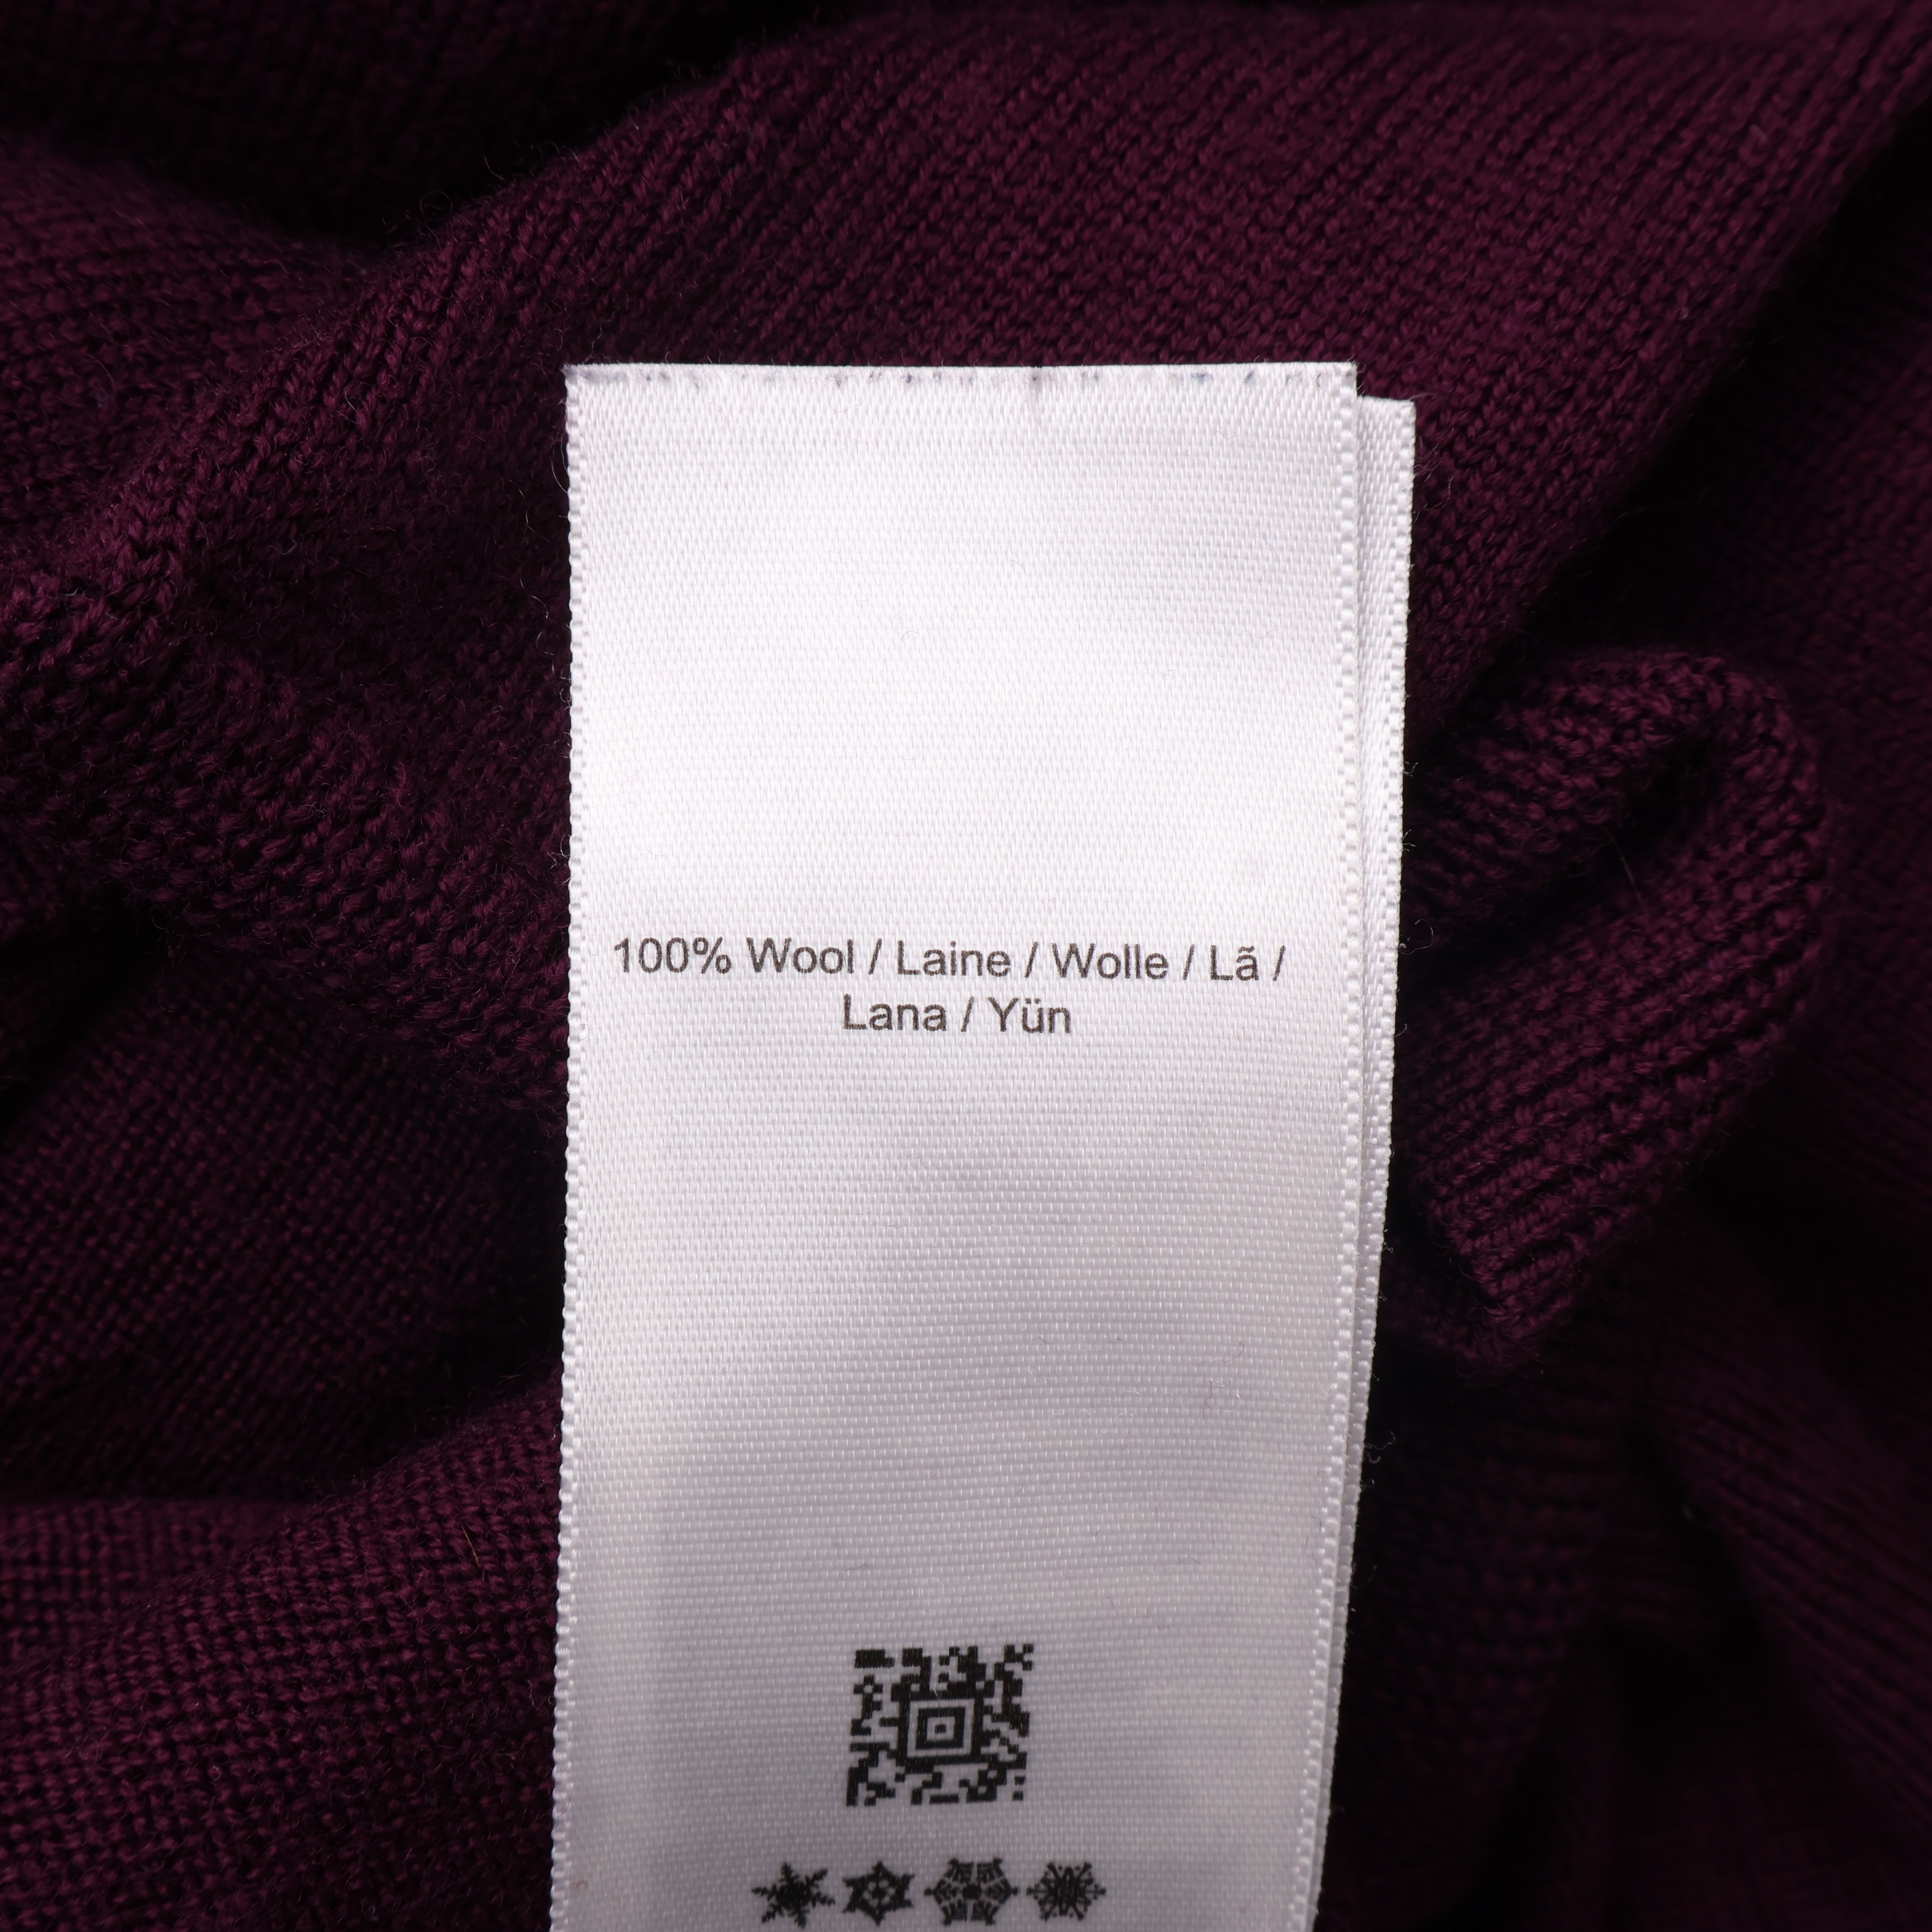 100% Wool / Laine / Wolle / Lã /
Lana / Yün